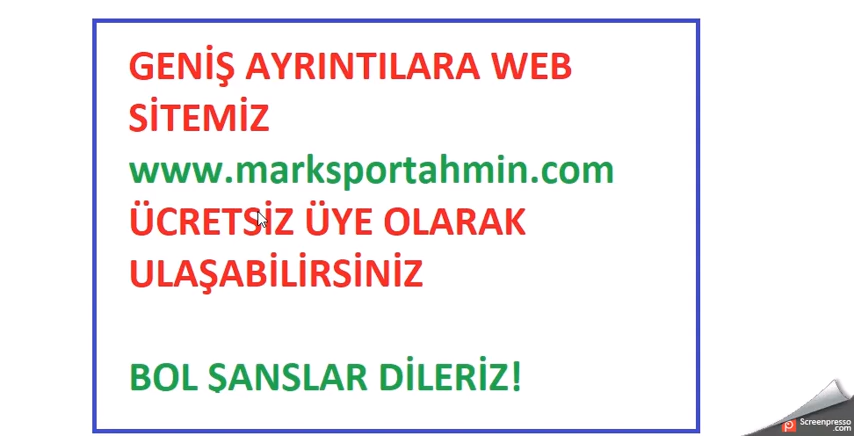 GENİŞ AYRINTILARA WEB
SİTEMİZ
www.marksportahmin.com
ÜCRETSİZ ÜYE OLARAK
ULAŞABİLİRSİNİZ
BOL ŞANSLAR DİLERİZ!
Screenpresso
.com